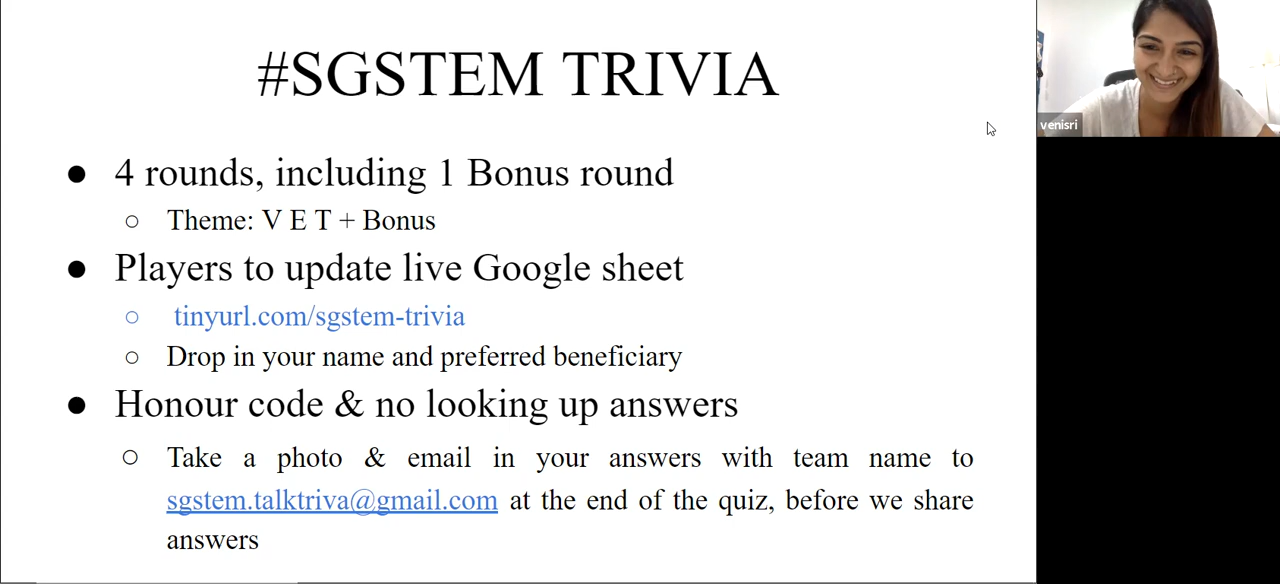 #SGSTEM TRIVIA
venisri
● 4 rounds, including 1 Bonus round
○ Theme: V E T + Bonus
● Players to update live Google sheet
○ tinyurl.com/sgstem-trivia
○ Drop in your name and preferred beneficiary
● Honour code & no looking up answers
○ Take a photo & email in your answers with team name to
sgstem.talktriva@gmail.com at the end of the quiz, before we share
answers